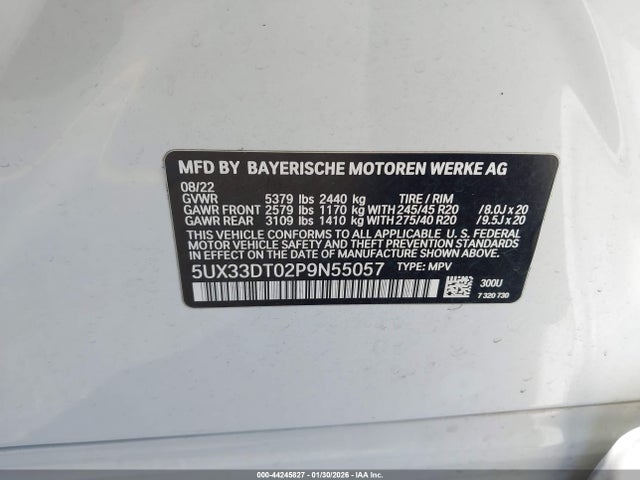 MFD BY BAYERISCHE MOTOREN WERKE AG
08/22
GVWR 5379 lbs 2440 kg TIRE / RIM
GAWR FRONT 2579 lbs 1170 kg WITH 245/45 R20 / 8.0J x 20
GAWR REAR 3109 lbs 1410 kg WITH 275/40 R20 / 9.5J x 20
THIS VEHICLE CONFORMS TO ALL APPLICABLE U. S. FEDERAL
MOTOR VEHICLE SAFETY, BUMPER, AND THEFT PREVENTION
STANDARDS IN EFFECT ON THE DATE OF MANUFACTURE SHOWN ABOVE.
5UX33DT02P9N55057 TYPE: MPV
300U
7 320 730
000-44245827 - 01/30/2026 - COPART